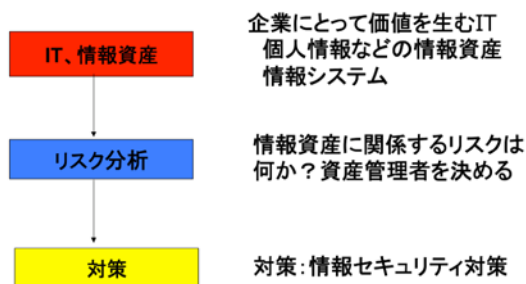 企業にとって価値を生むIT
IT、情報資産
個人情報などの情報資産
情報システム
リスク分析
情報資産に関係するリスクは
何か？資産管理者を決める
対策
対策：情報セキュリティ対策